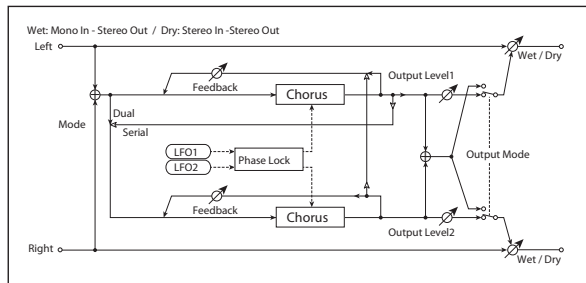 Wet: Mono In - Stereo Out / Dry: Stereo In -Stereo Out
Left
Wet / Dry
Feedback
Output Level1
Chorus
Mode
Dual
Serial
LFO1
LFO2
Phase Lock
Output Mode
Feedback
Chorus
Output Level2
Right
Wet / Dry